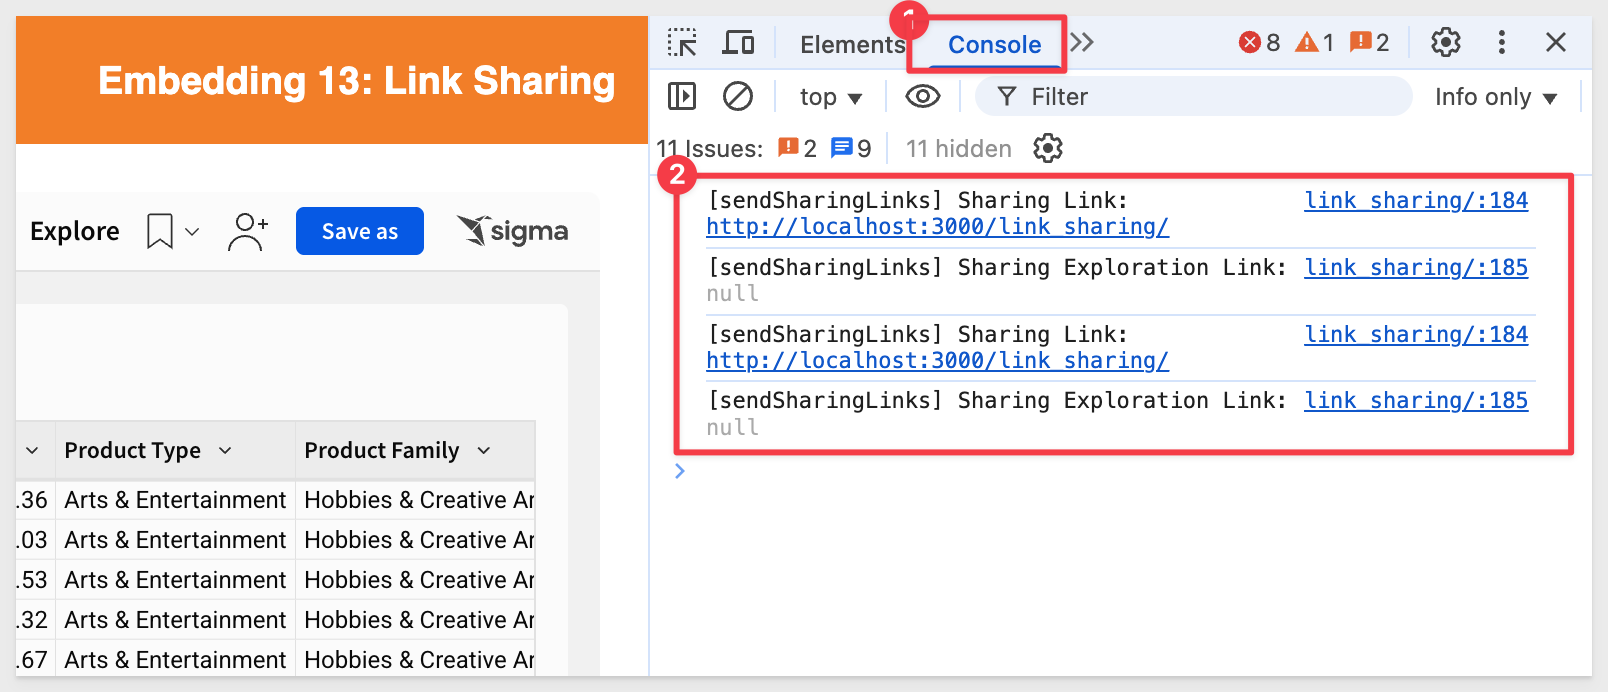 Embedding 13: Link Sharing
Explore
Save as
sigma
Product Type
Product Family
.36 Arts & Entertainment Hobbies & Creative Ar
.03 Arts & Entertainment Hobbies & Creative Ar
.53 Arts & Entertainment Hobbies & Creative Ar
.32 Arts & Entertainment Hobbies & Creative Ar
.67 Arts & Entertainment Hobbies & Creative Ar
1
Elements Console 8 1 2
top Filter Info only
11 Issues: 2 9 11 hidden
2
[sendSharingLinks] Sharing Link: link_sharing/:184
http://localhost:3000/link_sharing/
[sendSharingLinks] Sharing Exploration Link: link_sharing/:185
null
[sendSharingLinks] Sharing Link: link_sharing/:184
http://localhost:3000/link_sharing/
[sendSharingLinks] Sharing Exploration Link: link_sharing/:185
null